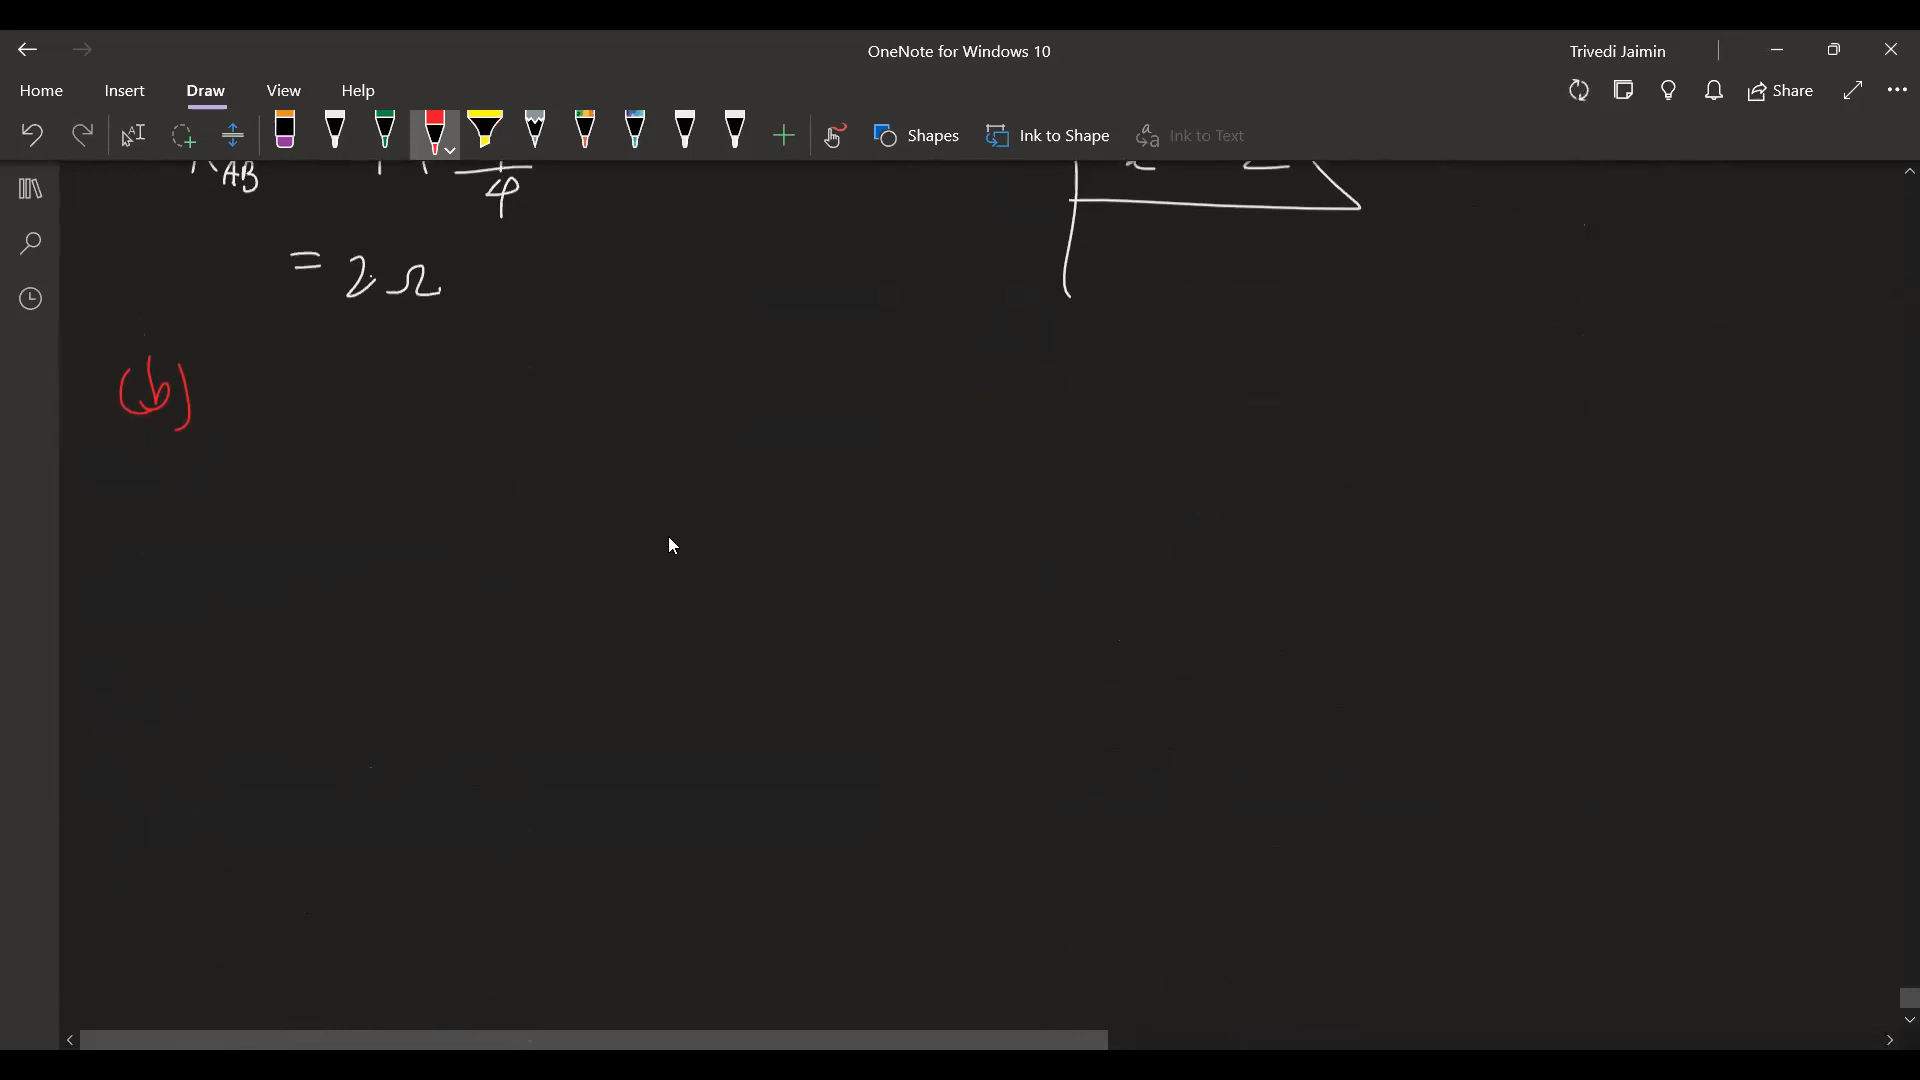 OneNote for Windows 10
Trivedi Jaimin
Home Insert Draw View Help
Share
Shapes Ink to Shape Ink to Text
AB
4
= 2 Ω
(b)